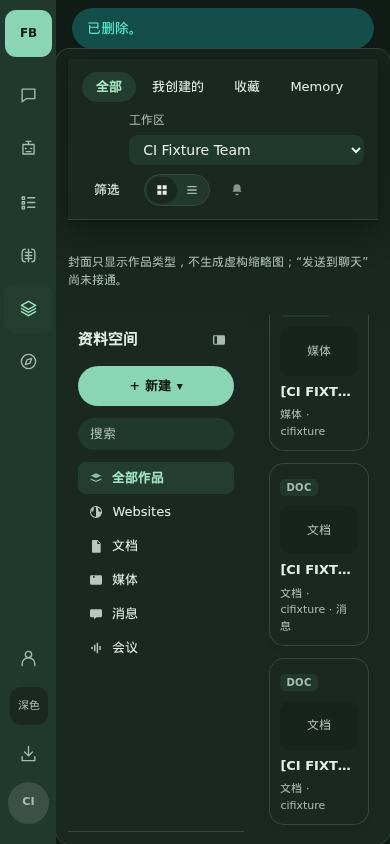 FB
已删除。
全部 我创建的 收藏 Memory
工作区
CI Fixture Team
筛选
封面只显示作品类型，不生成虚构缩略图；“发送到聊天”
尚未接通。
资料空间
+ 新建 ▾
搜索
全部作品
Websites
文档
媒体
消息
会议
媒体
[CI FIXT...
媒体 ·
cifixture
DOC
文档
[CI FIXT...
文档 ·
cifixture · 消
息
DOC
文档
[CI FIXT...
文档 ·
cifixture
深色
CI